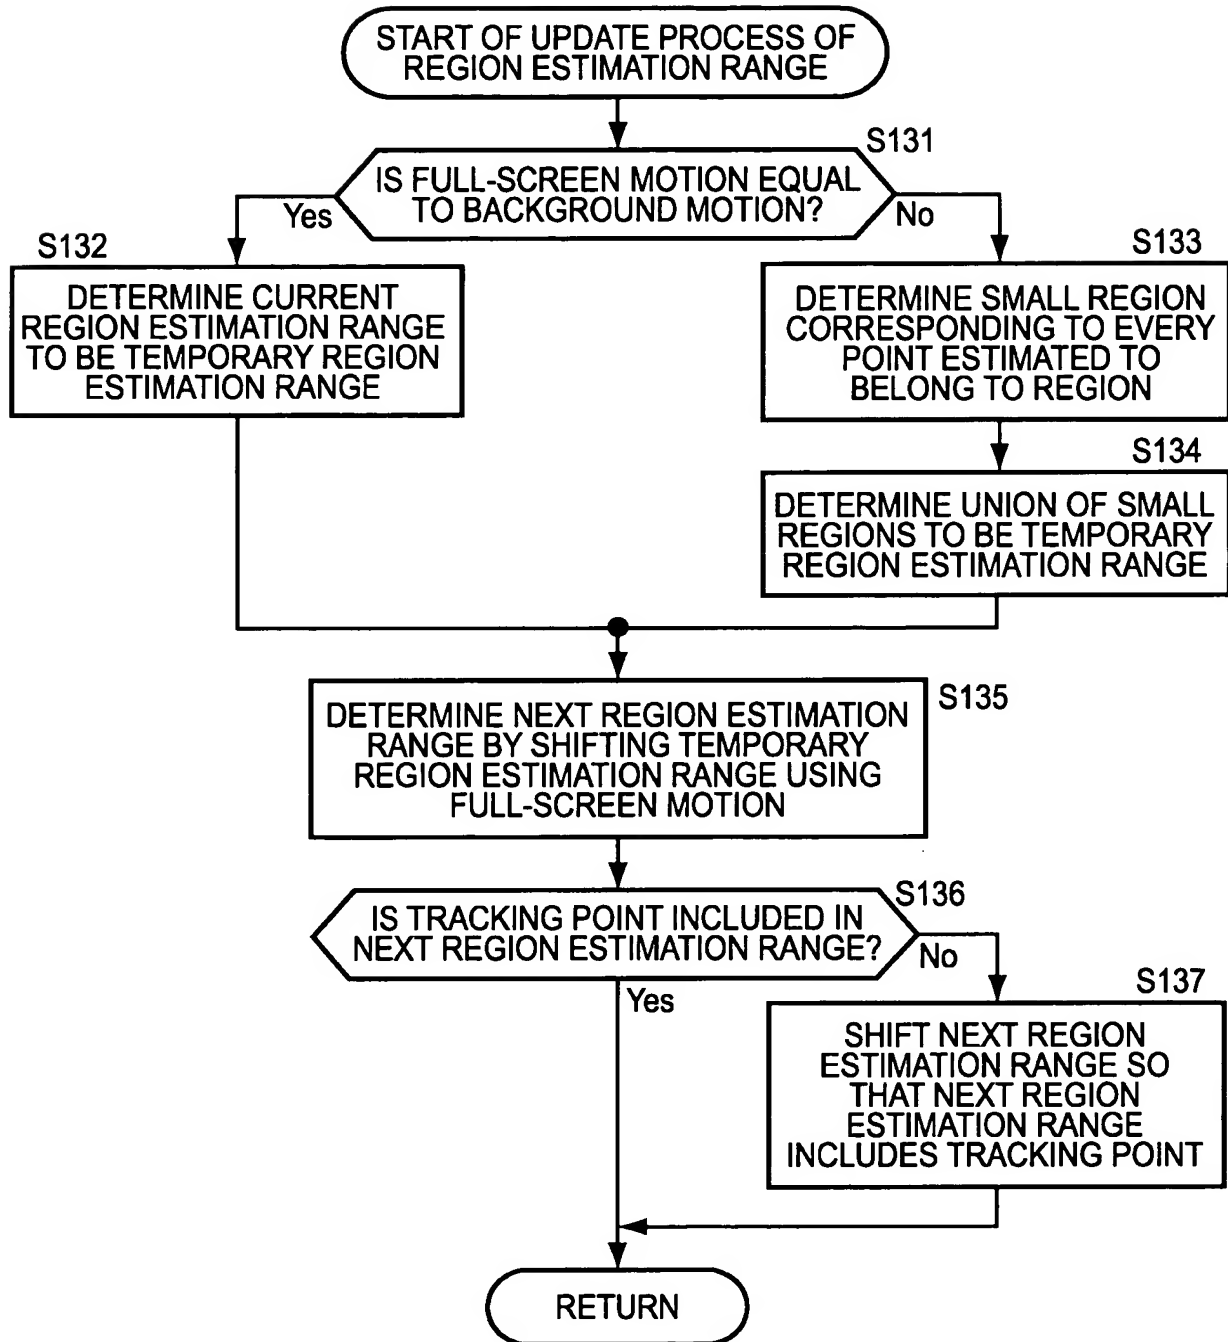 START OF UPDATE PROCESS OF
REGION ESTIMATION RANGE
S131
IS FULL-SCREEN MOTION EQUAL
TO BACKGROUND MOTION?
Yes
No
S132
DETERMINE CURRENT
REGION ESTIMATION RANGE
TO BE TEMPORARY REGION
ESTIMATION RANGE
S133
DETERMINE SMALL REGION
CORRESPONDING TO EVERY
POINT ESTIMATED TO
BELONG TO REGION
S134
DETERMINE UNION OF SMALL
REGIONS TO BE TEMPORARY
REGION ESTIMATION RANGE
S135
DETERMINE NEXT REGION ESTIMATION
RANGE BY SHIFTING TEMPORARY
REGION ESTIMATION RANGE USING
FULL-SCREEN MOTION
S136
IS TRACKING POINT INCLUDED IN
NEXT REGION ESTIMATION RANGE?
No
Yes
S137
SHIFT NEXT REGION
ESTIMATION RANGE SO
THAT NEXT REGION
ESTIMATION RANGE
INCLUDES TRACKING POINT
RETURN